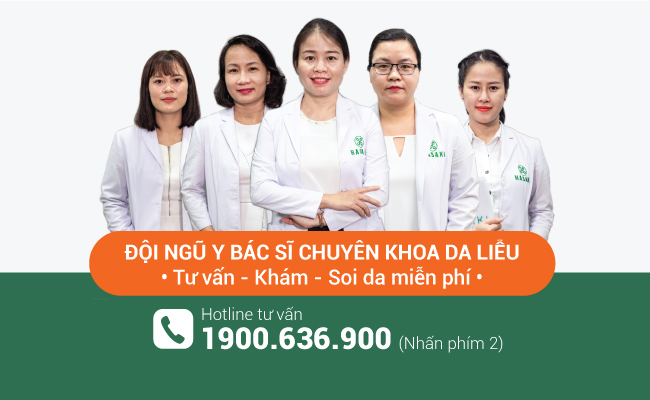 HASAKI
ĐỘI NGŨ Y BÁC SĨ CHUYÊN KHOA DA LIỄU
• Tư vấn - Khám - Soi da miễn phí •
Hotline tư vấn
1900.636.900 (Nhấn phím 2)